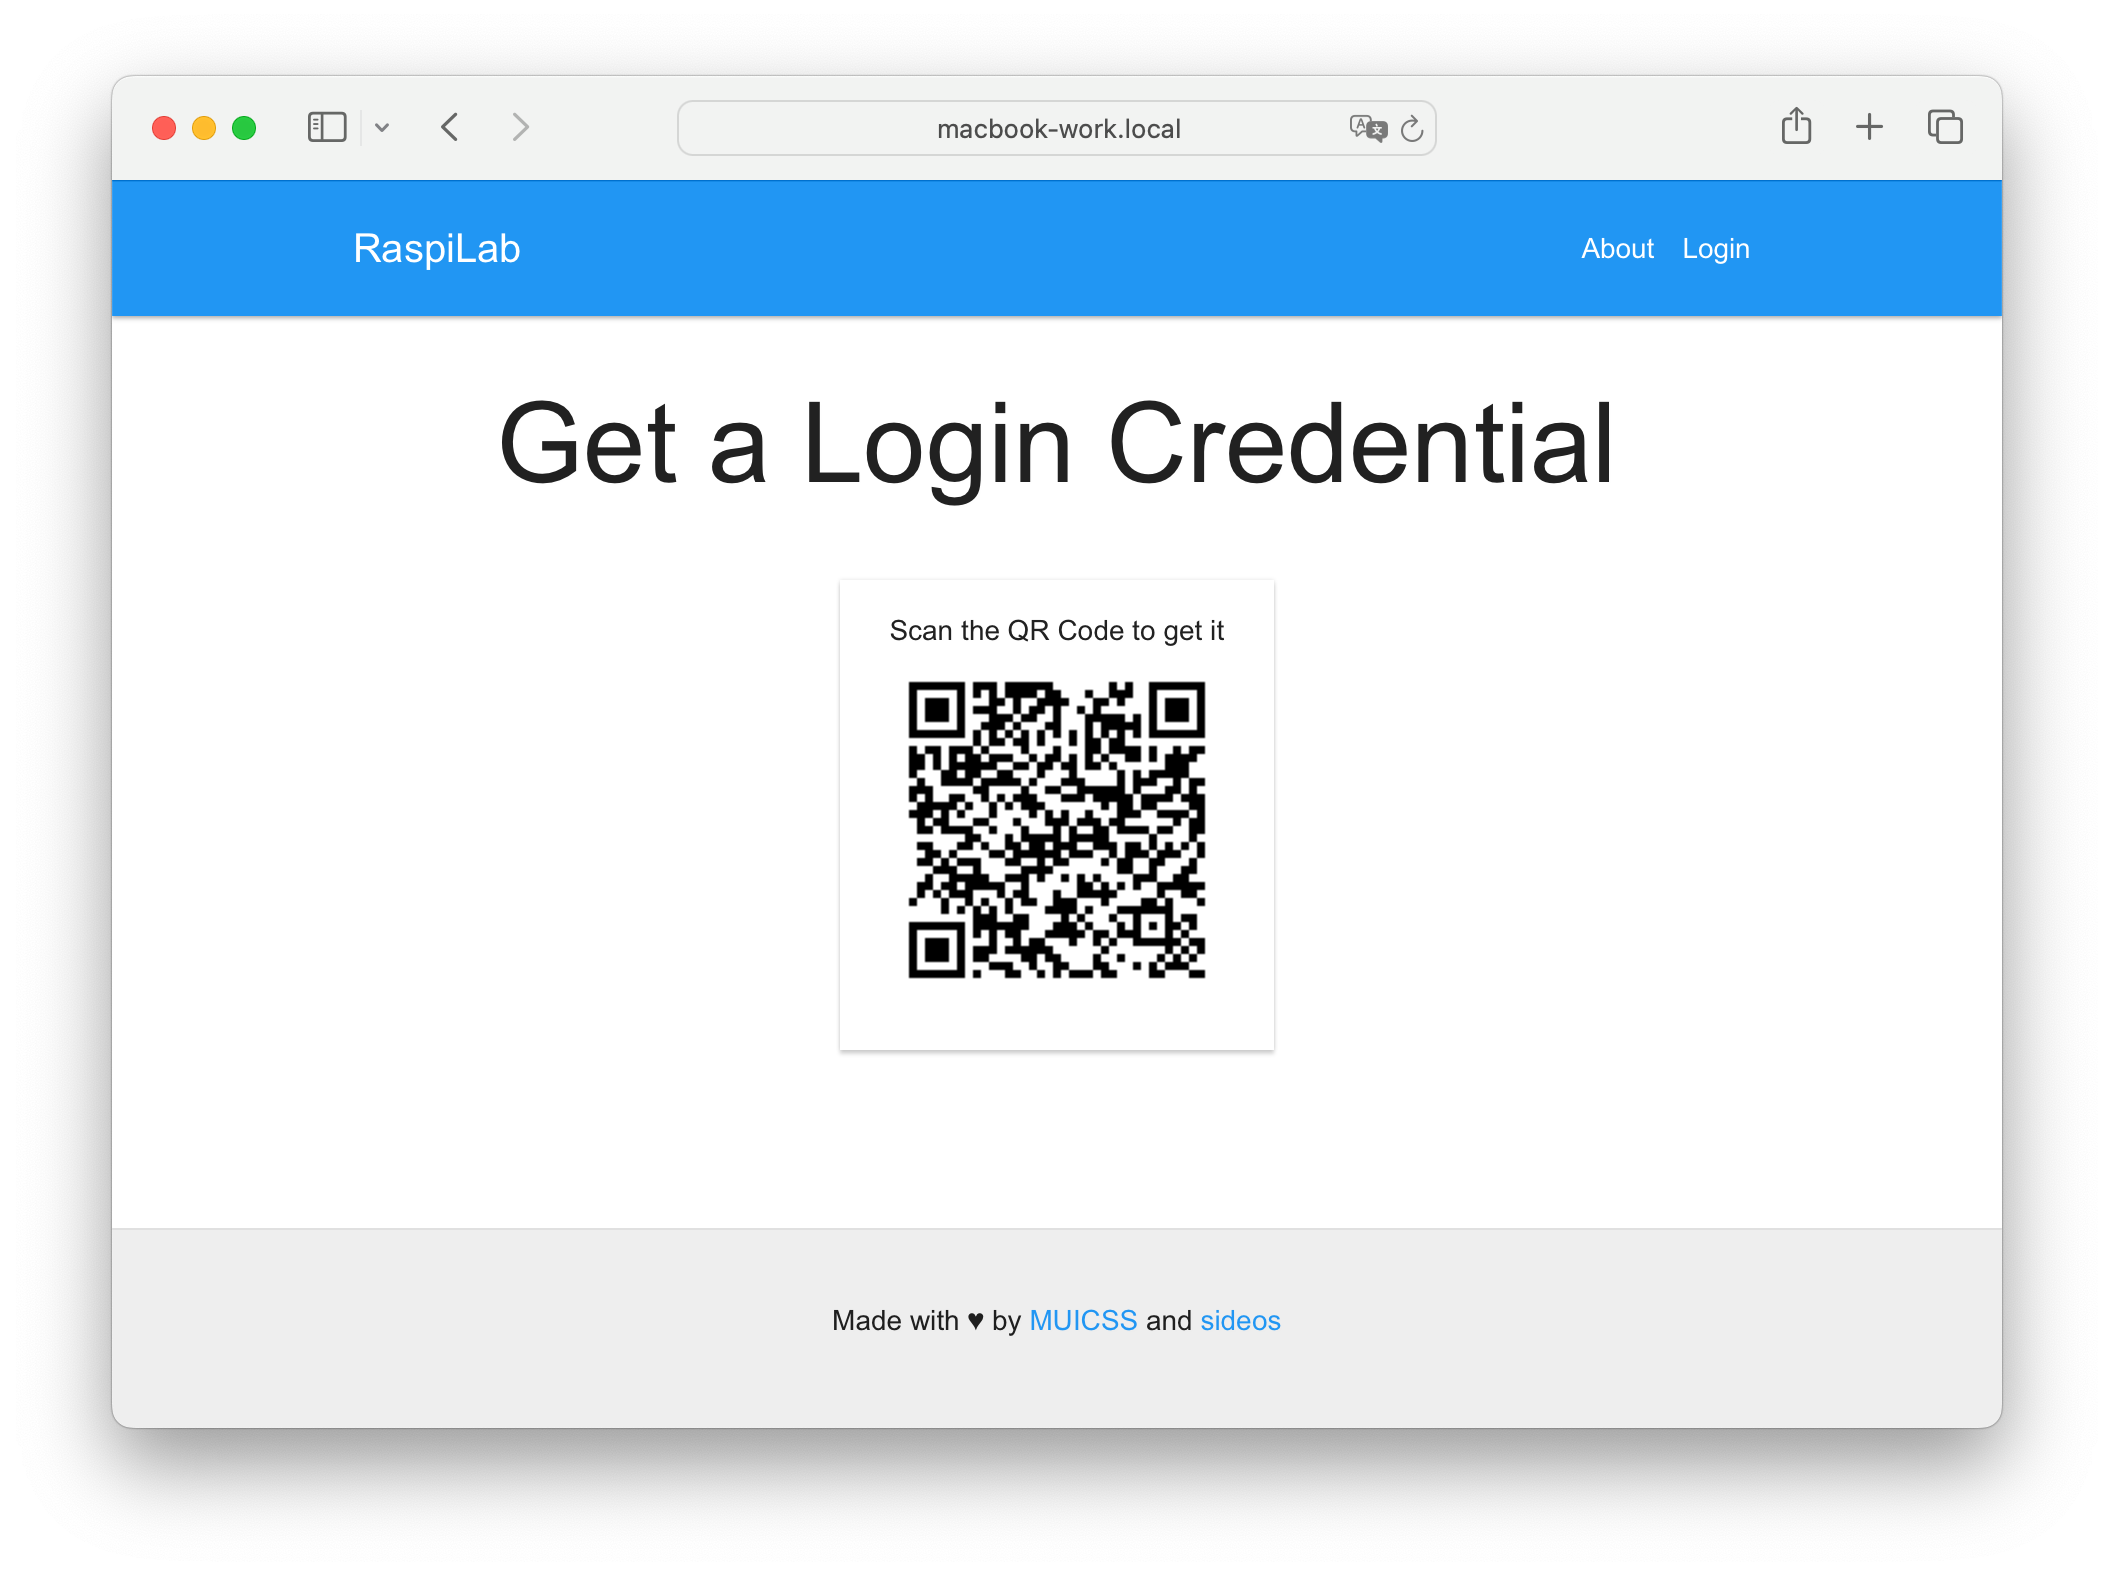 macbook-work.local
RaspiLab
About Login
Get a Login Credential
Scan the QR Code to get it
Made with ♥ by MUICSS and sideos